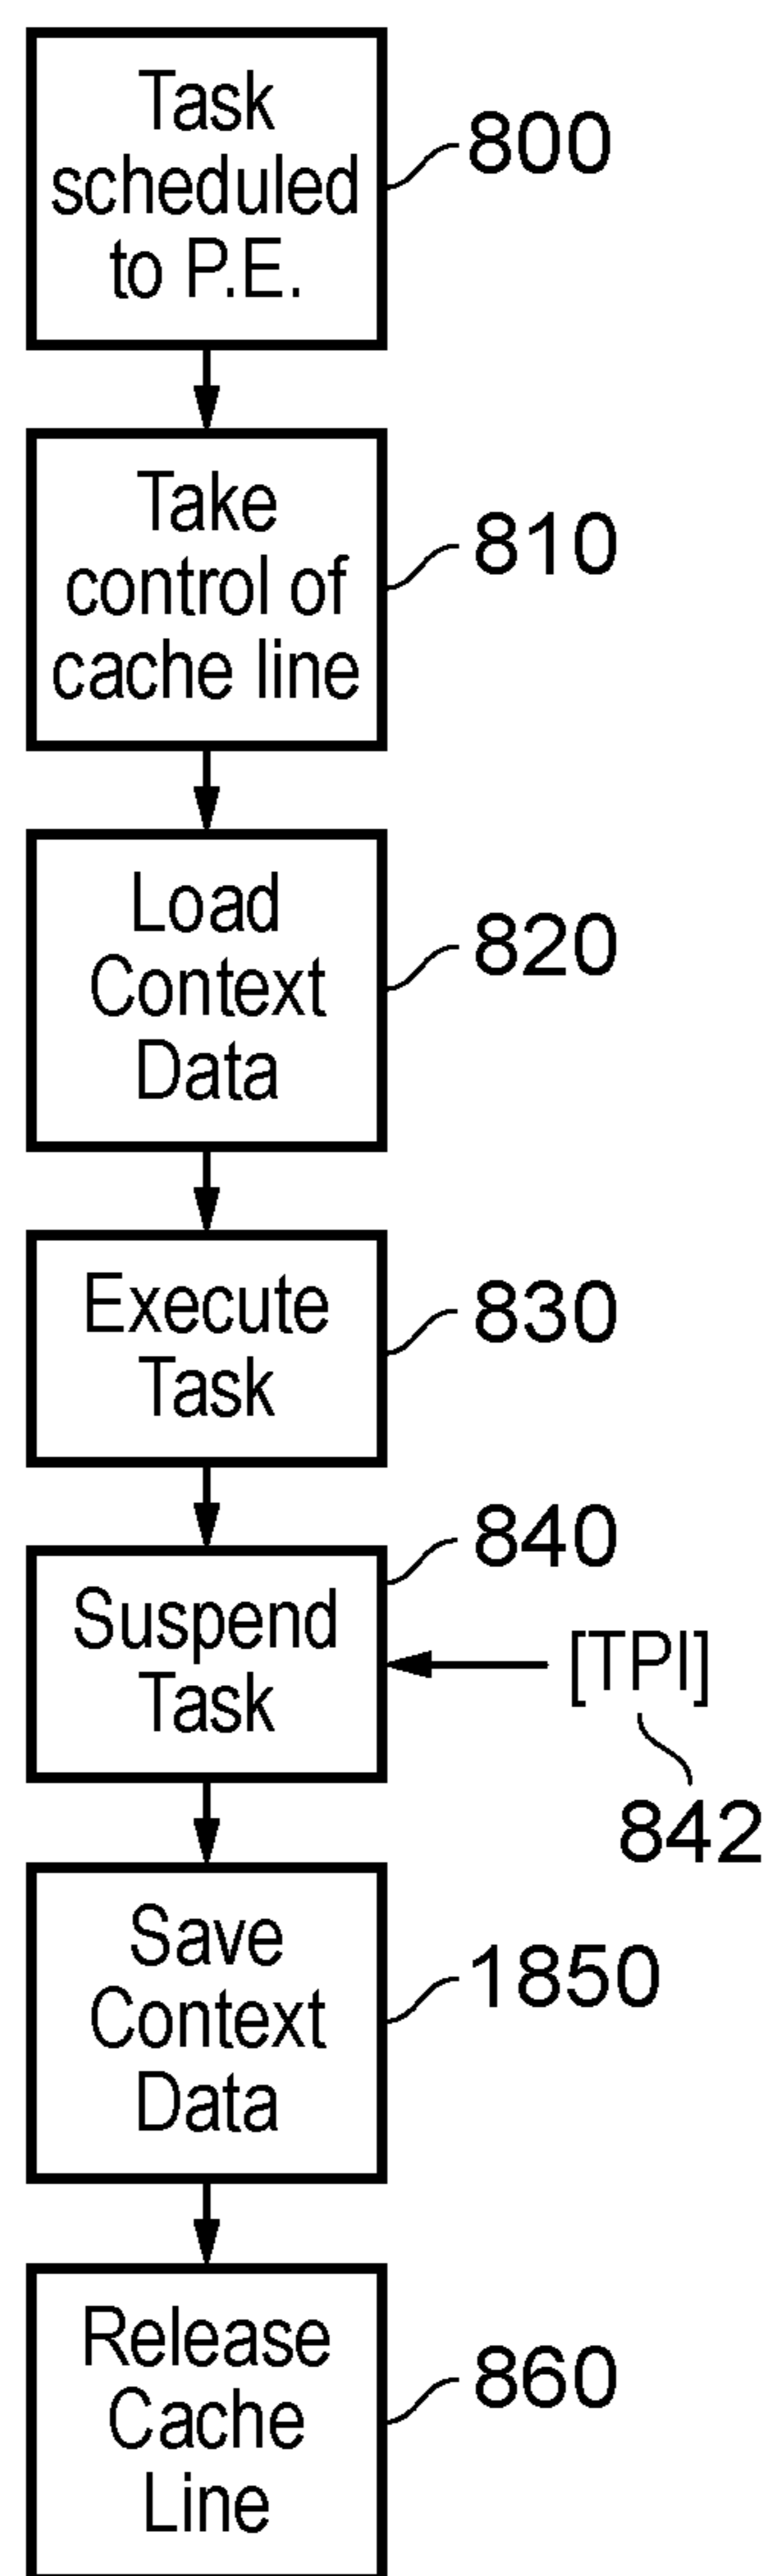 Task
scheduled
to P.E.
800
Take
control of
cache line
810
Load
Context
Data
820
Execute
Task
830
Suspend
Task
840
[TPI]
842
Save
Context
Data
1850
Release
Cache
Line
860